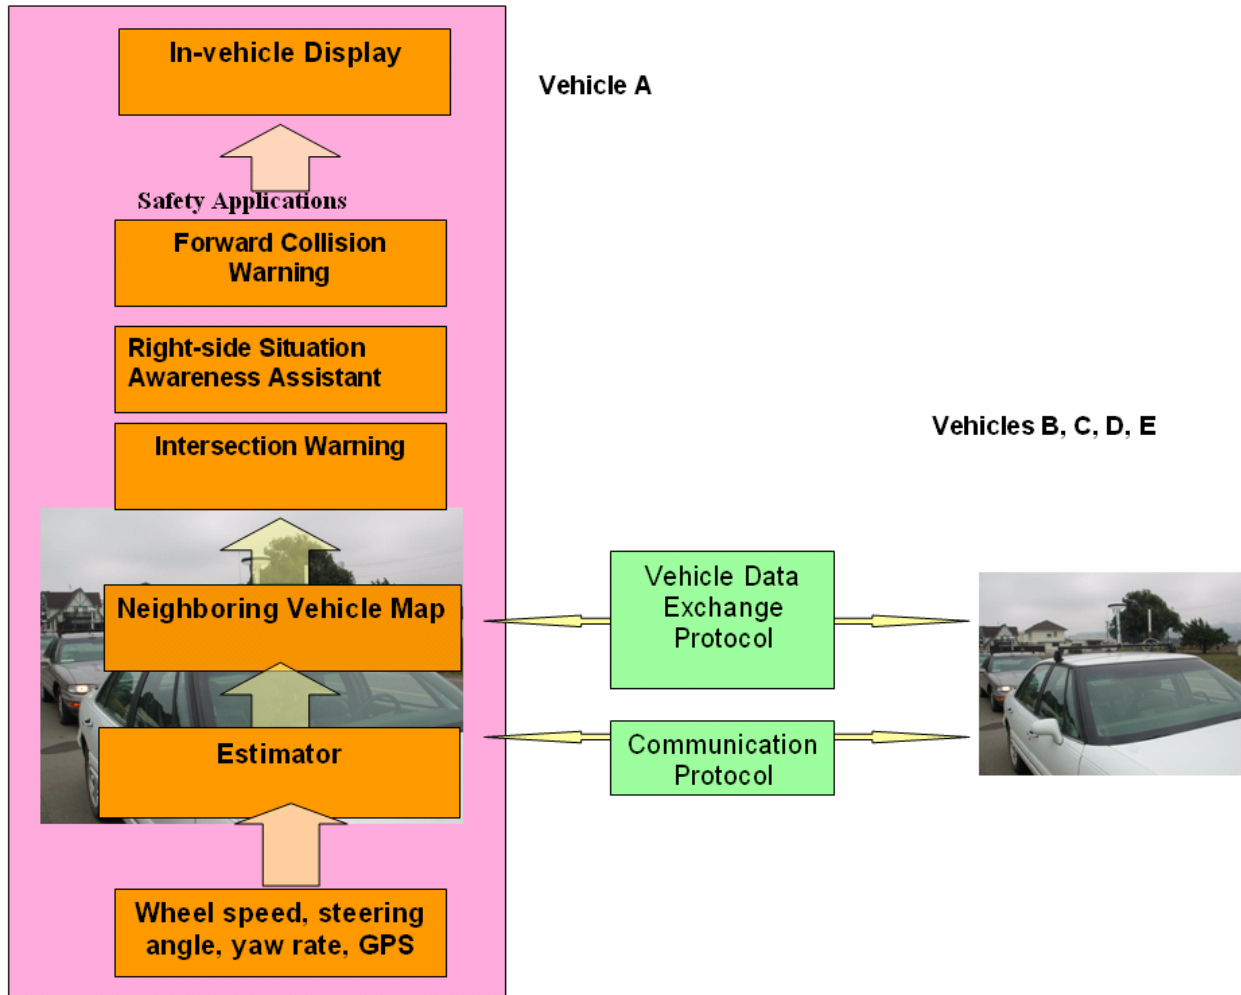 In-vehicle Display
Vehicle A
Safety Applications
Forward Collision
Warning
Right-side Situation
Awareness Assistant
Intersection Warning
Vehicles B, C, D, E
Neighboring Vehicle Map
Vehicle Data
Exchange
Protocol
Estimator
Communication
Protocol
Wheel speed, steering
angle, yaw rate, GPS